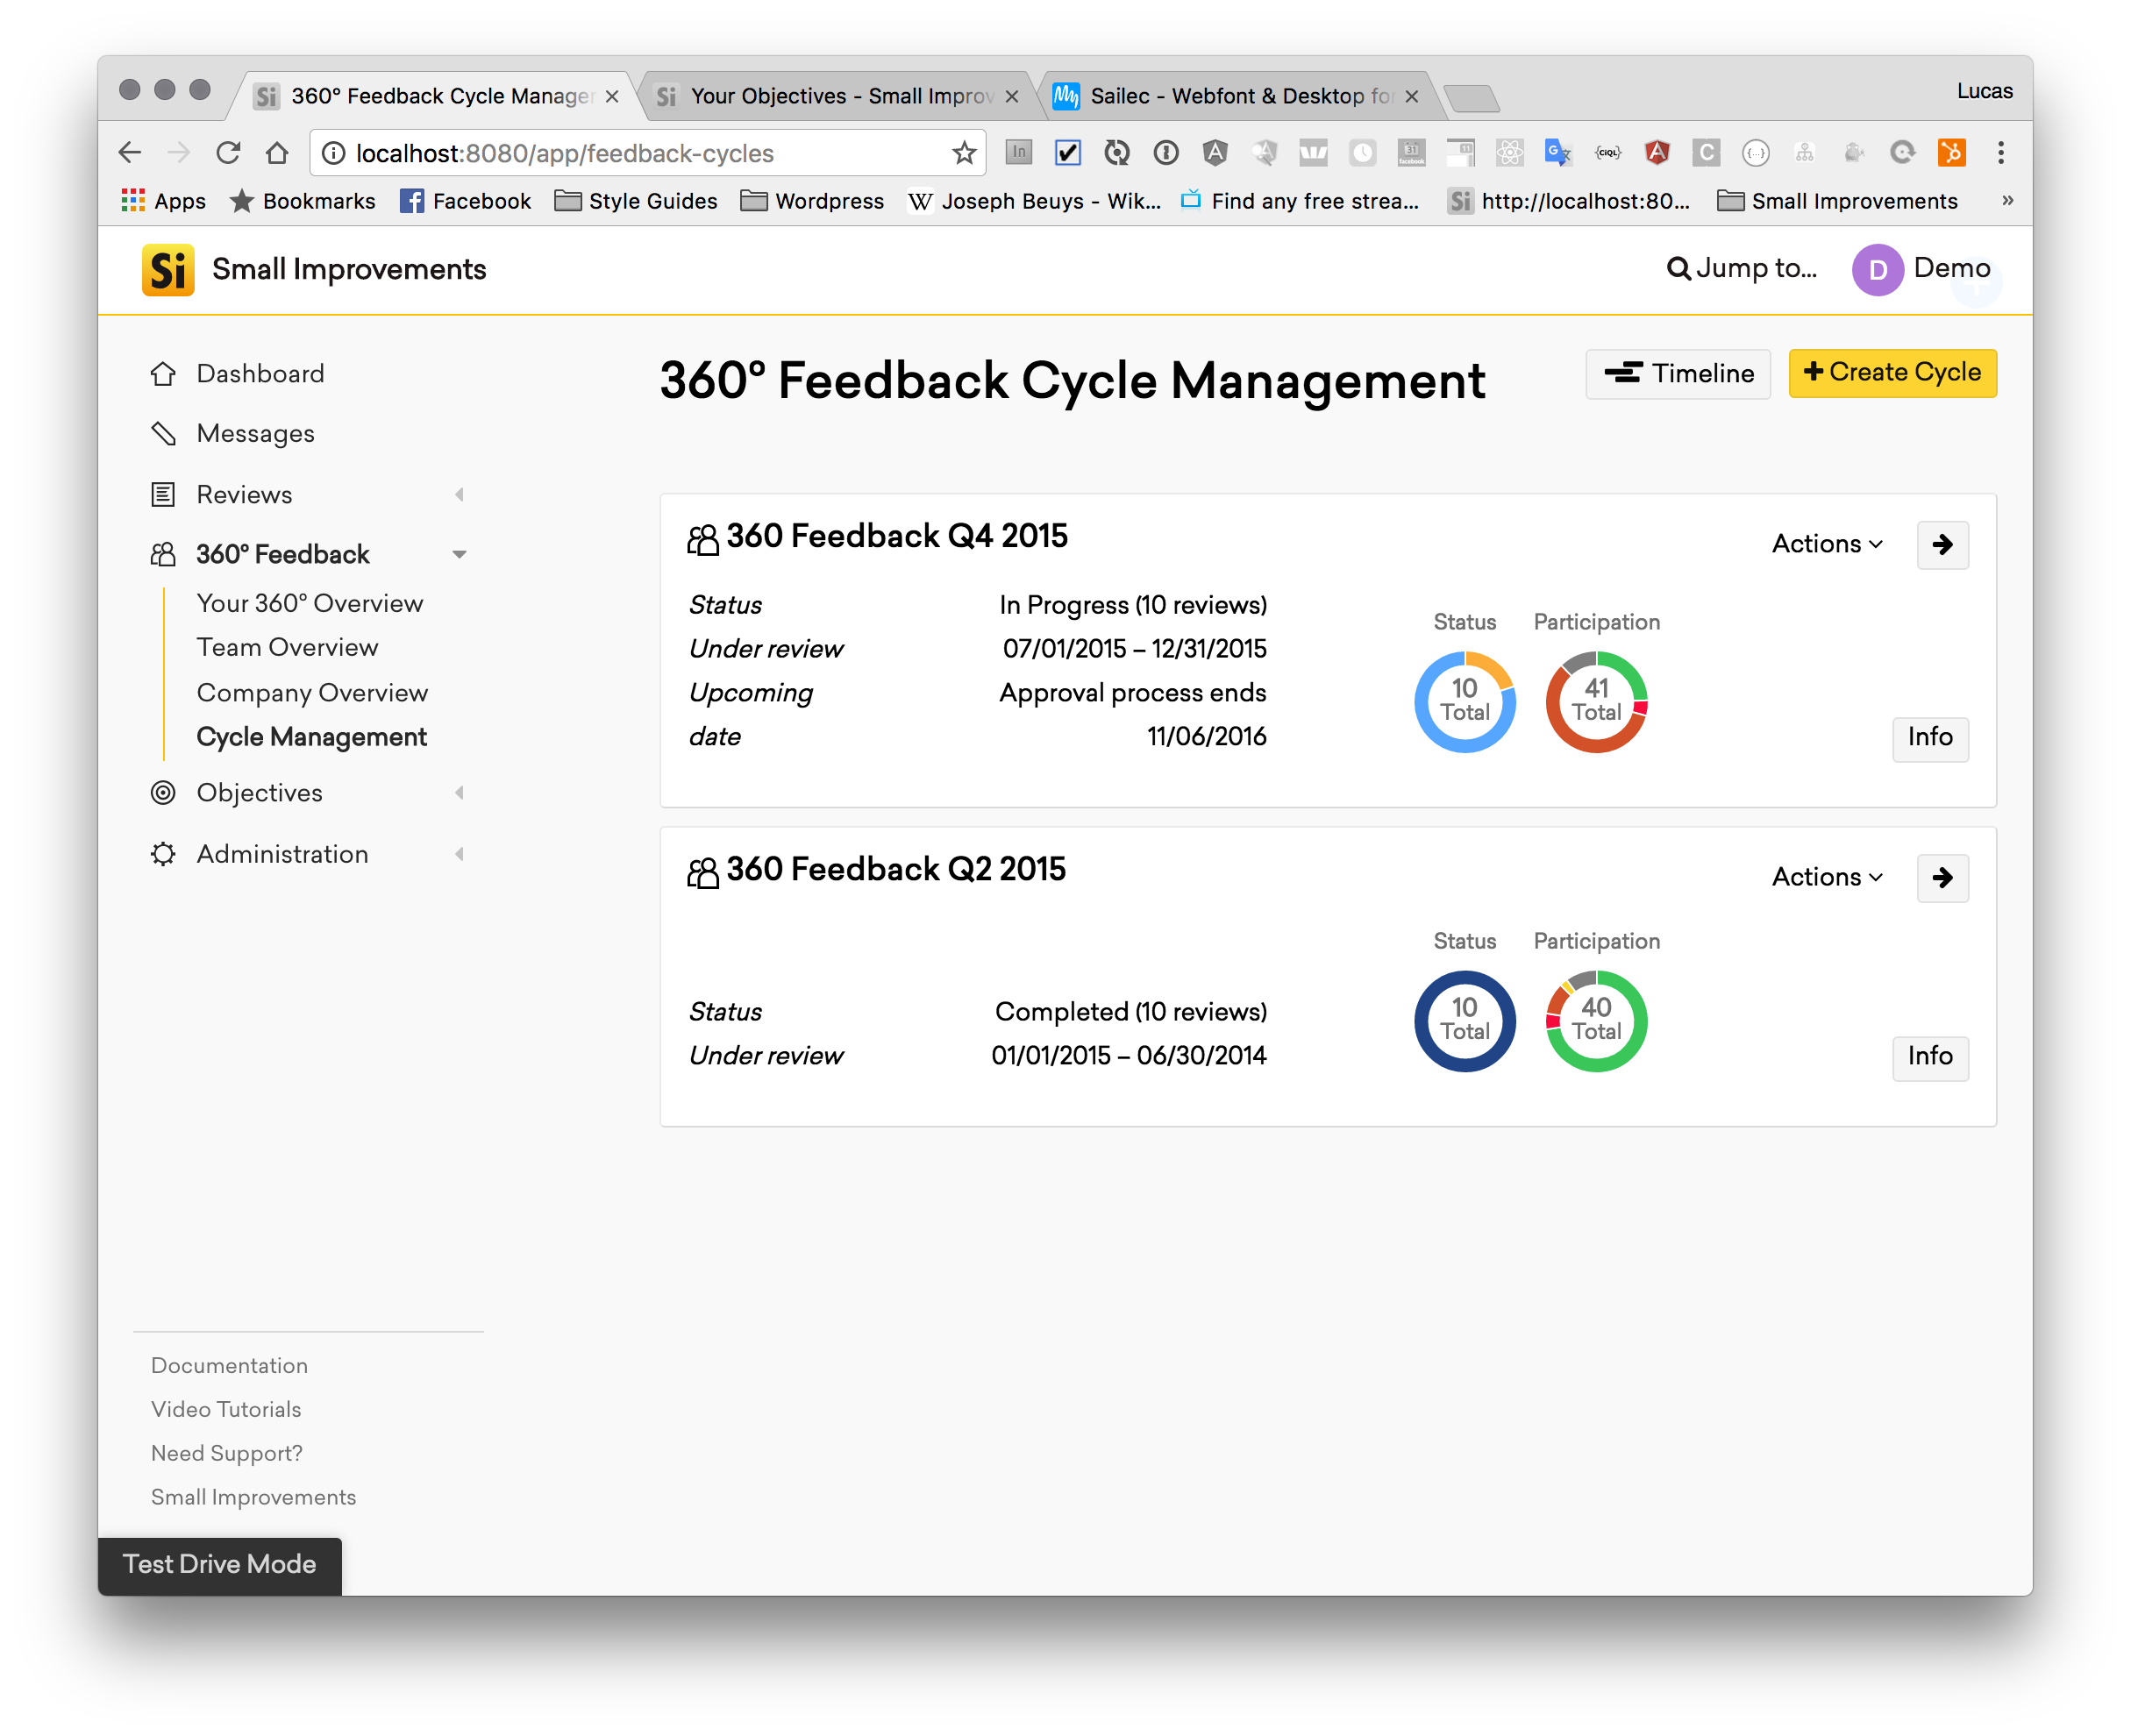 Si 360° Feedback Cycle Manager
Si Your Objectives - Small Improv
My Sailec - Webfont & Desktop for
Lucas
localhost:8080/app/feedback-cycles
Apps
Bookmarks
Facebook
Style Guides
Wordpress
W Joseph Beuys - Wik...
Find any free strea...
Si http://localhost:80...
Small Improvements
»
Si Small Improvements
Jump to...
D Demo
Dashboard
Messages
Reviews
360° Feedback
Your 360° Overview
Team Overview
Company Overview
Cycle Management
Objectives
Administration
Documentation
Video Tutorials
Need Support?
Small Improvements
Test Drive Mode
360° Feedback Cycle Management
Timeline
+ Create Cycle
360 Feedback Q4 2015
Actions
Status In Progress (10 reviews)
Under review 07/01/2015 – 12/31/2015
Upcoming Approval process ends
date 11/06/2016
Status
10
Total
Participation
41
Total
Info
360 Feedback Q2 2015
Actions
Status Completed (10 reviews)
Under review 01/01/2015 – 06/30/2014
Status
10
Total
Participation
40
Total
Info